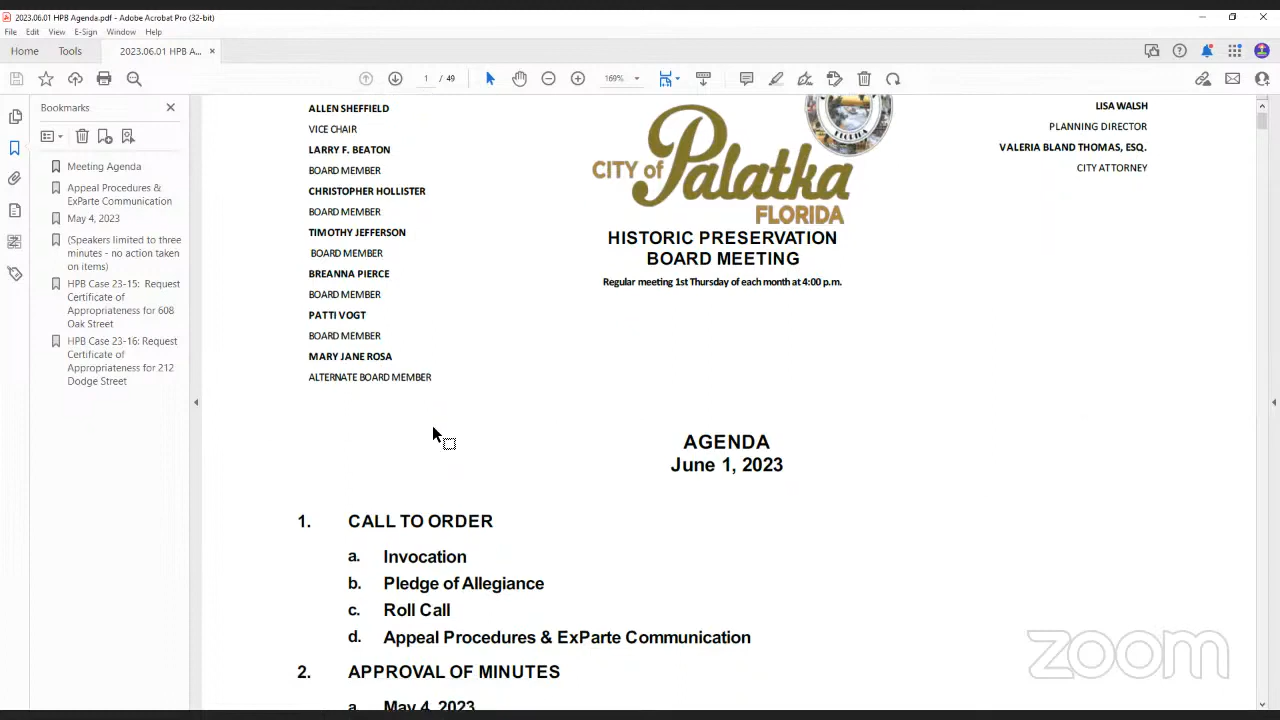 2023.06.01 HPB Agenda.pdf - Adobe Acrobat Pro (32-bit)
File Edit View E-Sign Window Help
Home Tools 2023.06.01 HPB A... ×
1 / 49 169%
Bookmarks
Meeting Agenda
Appeal Procedures &
ExParte Communication
May 4, 2023
(Speakers limited to three
minutes - no action taken
on items)
HPB Case 23-15: Request
Certificate of
Appropriateness for 608
Oak Street
HPB Case 23-16: Request
Certificate of
Appropriateness for 212
Dodge Street
ALLEN SHEFFIELD
VICE CHAIR
LARRY F. BEATON
BOARD MEMBER
CHRISTOPHER HOLLISTER
BOARD MEMBER
TIMOTHY JEFFERSON
BOARD MEMBER
BREANNA PIERCE
BOARD MEMBER
PATTI VOGT
BOARD MEMBER
MARY JANE ROSA
ALTERNATE BOARD MEMBER
CITY of Palatka
FLORIDA
HISTORIC PRESERVATION
BOARD MEETING
Regular meeting 1st Thursday of each month at 4:00 p.m.
LISA WALSH
PLANNING DIRECTOR
VALERIA BLAND THOMAS, ESQ.
CITY ATTORNEY
AGENDA
June 1, 2023
1. CALL TO ORDER
a. Invocation
b. Pledge of Allegiance
c. Roll Call
d. Appeal Procedures & ExParte Communication
2. APPROVAL OF MINUTES
a. May 4, 2023
zoom